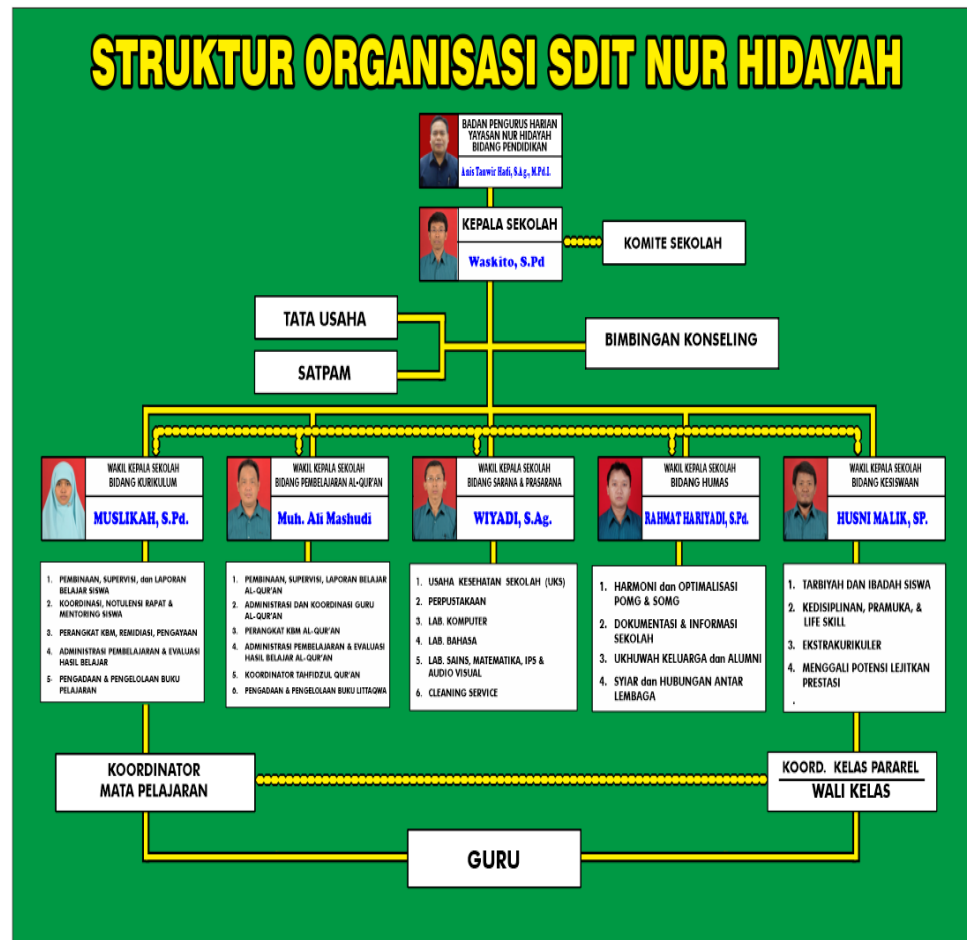 STRUKTUR ORGANISASI SDIT NUR HIDAYAH
BADAN PENGURUS HARIAN
YAYASAN NUR HIDAYAH
BIDANG PENDIDIKAN
Anis Tanwir Hadi, S.Ag., M.Pd.I.
KEPALA SEKOLAH
Waskito, S.Pd
KOMITE SEKOLAH
TATA USAHA
SATPAM
BIMBINGAN KONSELING
WAKIL KEPALA SEKOLAH
BIDANG KURIKULUM
MUSLIKAH, S.Pd.
WAKIL KEPALA SEKOLAH
BIDANG PEMBELAJARAN AL-QUR'AN
Muh. Ali Mashudi
WAKIL KEPALA SEKOLAH
BIDANG SARANA & PRASARANA
WIYADI, S.Ag.
WAKIL KEPALA SEKOLAH
BIDANG HUMAS
RAHMAT HARIYADI, S.Pd.
WAKIL KEPALA SEKOLAH
BIDANG KESISWAAN
HUSNI MALIK, SP.
1. PEMBINAAN, SUPERVISI, dan LAPORAN
BELAJAR SISWA
2. KOORDINASI, NOTULENSI RAPAT &
MENTORING SISWA
3. PERANGKAT KBM, REMIDIASI, PENGAYAAN
4. ADMINISTRASI PEMBELAJARAN & EVALUASI
HASIL BELAJAR
5. PENGADAAN & PENGELOLAAN BUKU
PELAJARAN
1. PEMBINAAN, SUPERVISI, LAPORAN BELAJAR
AL-QUR'AN
2. ADMINISTRASI DAN KOORDINASI GURU
AL-QUR'AN
3. PERANGKAT KBM AL-QUR'AN
4. ADMINISTRASI PEMBELAJARAN & EVALUASI
HASIL BELAJAR AL-QUR'AN
5. KOORDINATOR TAHFIDZUL QUR'AN
6. PENGADAAN & PENGELOLAAN BUKU LITTAQWA
1. USAHA KESEHATAN SEKOLAH (UKS)
2. PERPUSTAKAAN
3. LAB. KOMPUTER
4. LAB. BAHASA
5. LAB. SAINS, MATEMATIKA, IPS &
AUDIO VISUAL
6. CLEANING SERVICE
1. HARMONI dan OPTIMALISASI
POMG & SOMG
2. DOKUMENTASI & INFORMASI
SEKOLAH
3. UKHUWAH KELUARGA dan ALUMNI
4. SYIAR dan HUBUNGAN ANTAR
LEMBAGA
1. TARBIYAH DAN IBADAH SISWA
2. KEDISIPLINAN, PRAMUKA, &
LIFE SKILL
3. EKSTRAKURIKULER
4. MENGGALI POTENSI LEJITKAN
PRESTASI
.
KOORDINATOR
MATA PELAJARAN
KOORD. KELAS PARAREL
WALI KELAS
GURU